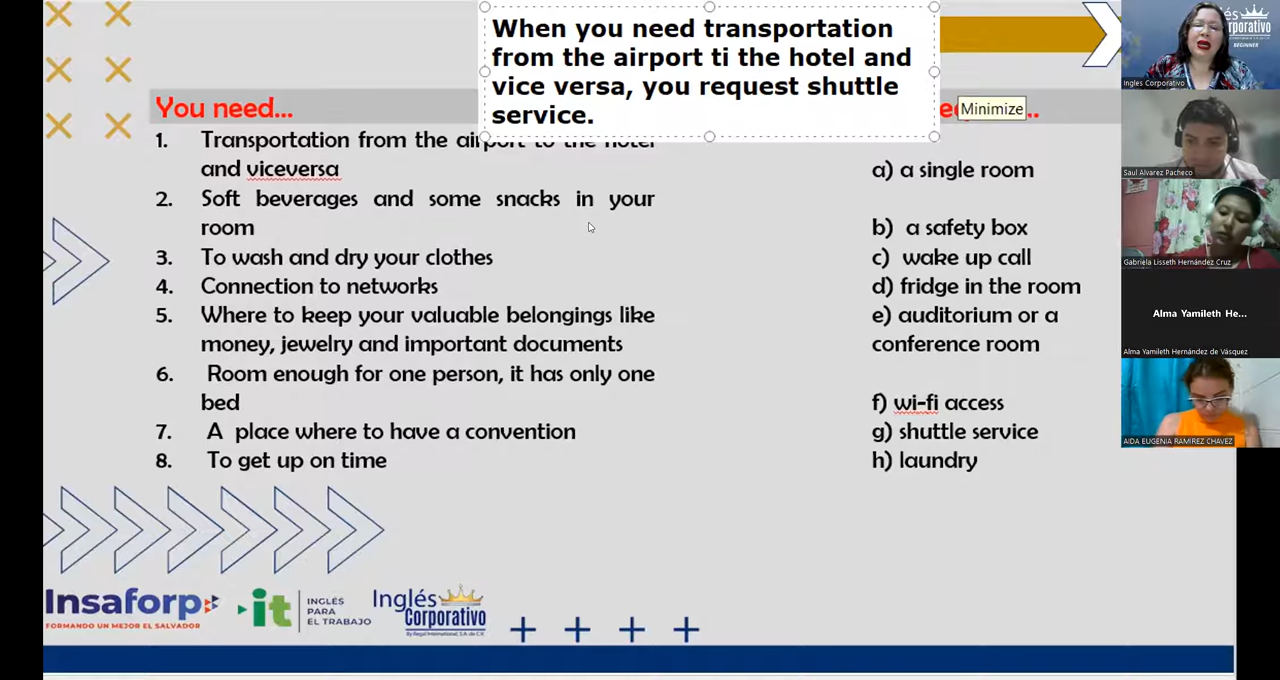 When you need transportation
from the airport ti the hotel and
vice versa, you request shuttle
service.
Minimize
You need...
1. Transportation from the airport to the hotel
and viceversa
2. Soft beverages and some snacks in your
room
3. To wash and dry your clothes
4. Connection to networks
5. Where to keep your valuable belongings like
money, jewelry and important documents
6. Room enough for one person, it has only one
bed
7. A place where to have a convention
8. To get up on time
a) a single room
b) a safety box
c) wake up call
d) fridge in the room
e) auditorium or a
conference room
f) wi-fi access
g) shuttle service
h) laundry
Corporativo
BEGINNER
Ingles Corporativo
Saul Alvarez Pacheco
Gabriela Lisseth Hernández Cruz
Alma Yamileth He...
Alma Yamileth Hernández de Vásquez
AIDA EUGENIA RAMIREZ CHAVEZ
Insaforp
FORMANDO UN MEJOR EL SALVADOR
it
INGLÉS
PARA
EL TRABAJO
Inglés
Corporativo
By Regal International, S.A. de C.V.